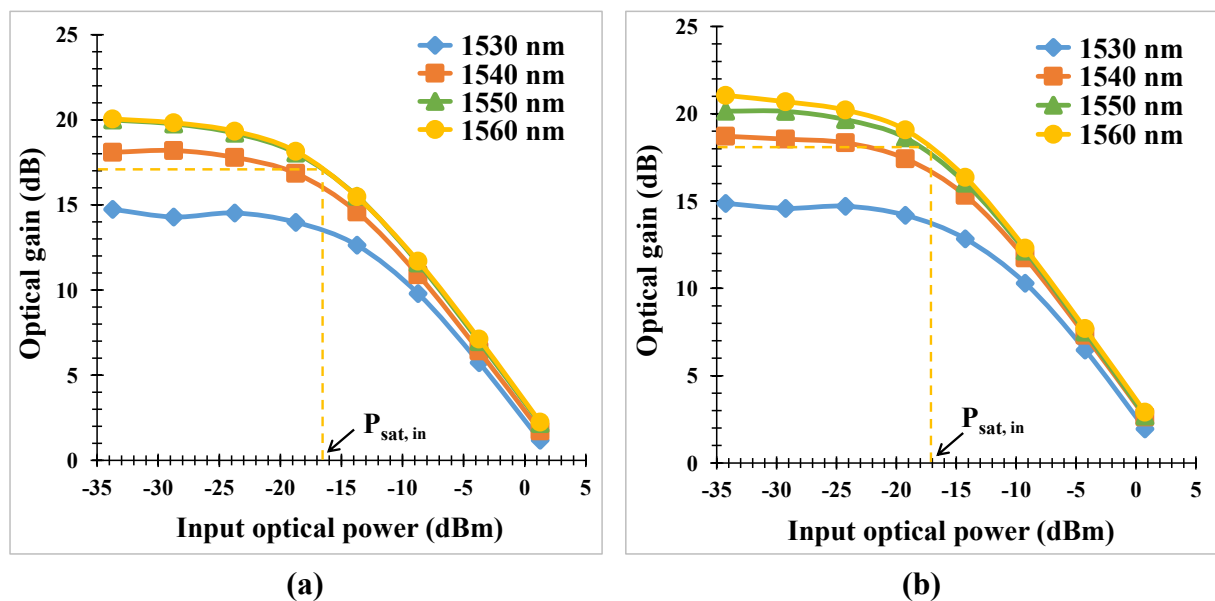 25
20
15
10
5
0
Optical gain (dB)
1530 nm
1540 nm
1550 nm
1560 nm
P sat, in
-35 -30 -25 -20 -15 -10 -5 0 5
Input optical power (dBm)
(a)
25
20
15
10
5
0
Optical gain (dB)
1530 nm
1540 nm
1550 nm
1560 nm
P sat, in
-35 -30 -25 -20 -15 -10 -5 0 5
Input optical power (dBm)
(b)